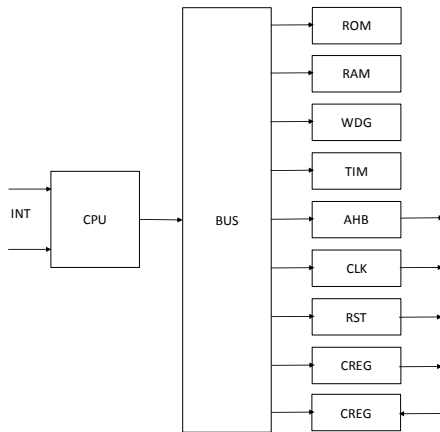 ROM
RAM
WDG
TIM
INT
CPU
BUS
AHB
CLK
RST
CREG
CREG